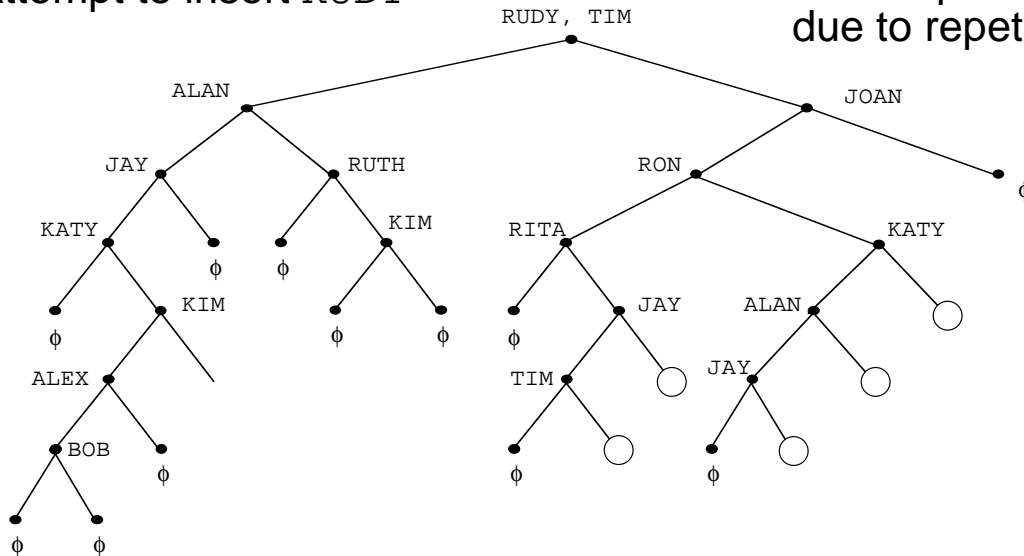 attempt to insert RUDY
RUDY, TIM
due to repet
ALAN
JOAN
JAY
RUTH
RON
ϕ
KATY
KIM
RITA
KATY
ϕ
ϕ
KIM
JAY
ALAN
ϕ
ϕ
ϕ
ϕ
ALEX
TIM
JAY
BOB
ϕ
ϕ
ϕ
ϕ
ϕ